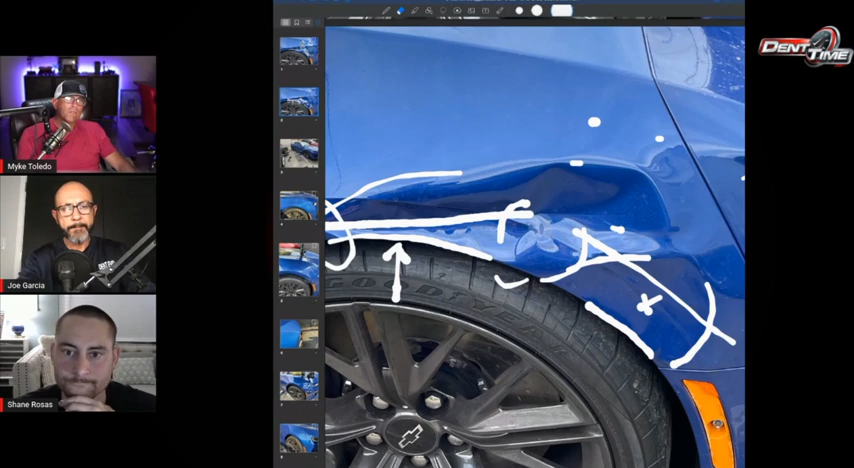 DENT TIME
Myke Toledo
Joe Garcia
Shane Rosas
GOODYEAR